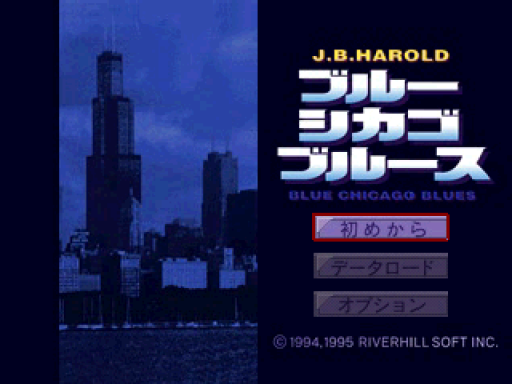 J.B.HAROLD
ブルー
シカゴ
ブルース
BLUE CHICAGO BLUES
初めから
データロード
オプション
© 1994,1995 RIVERHILL SOFT INC.